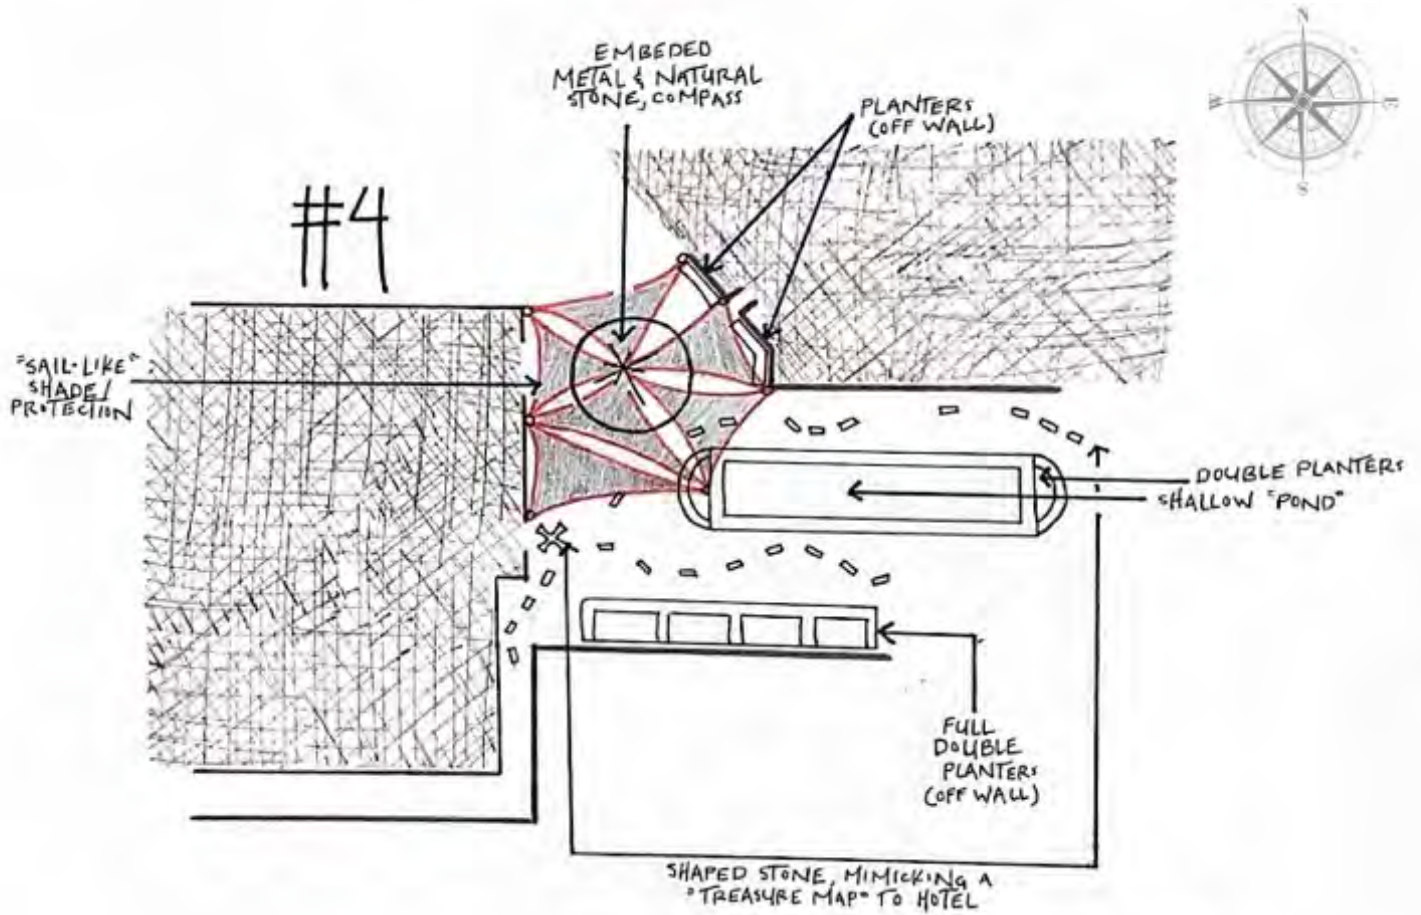 EMBEDED
METAL & NATURAL
STONE, COMPASS
PLANTERS
(OFF WALL)
N
W
E
S
#4
"SAIL-LIKE"
SHADE/
PROTECTION
DOUBLE PLANTERS
SHALLOW "POND"
FULL
DOUBLE
PLANTERS
(OFF WALL)
SHAPED STONE, MIMICKING A
"TREASURE MAP" TO HOTEL